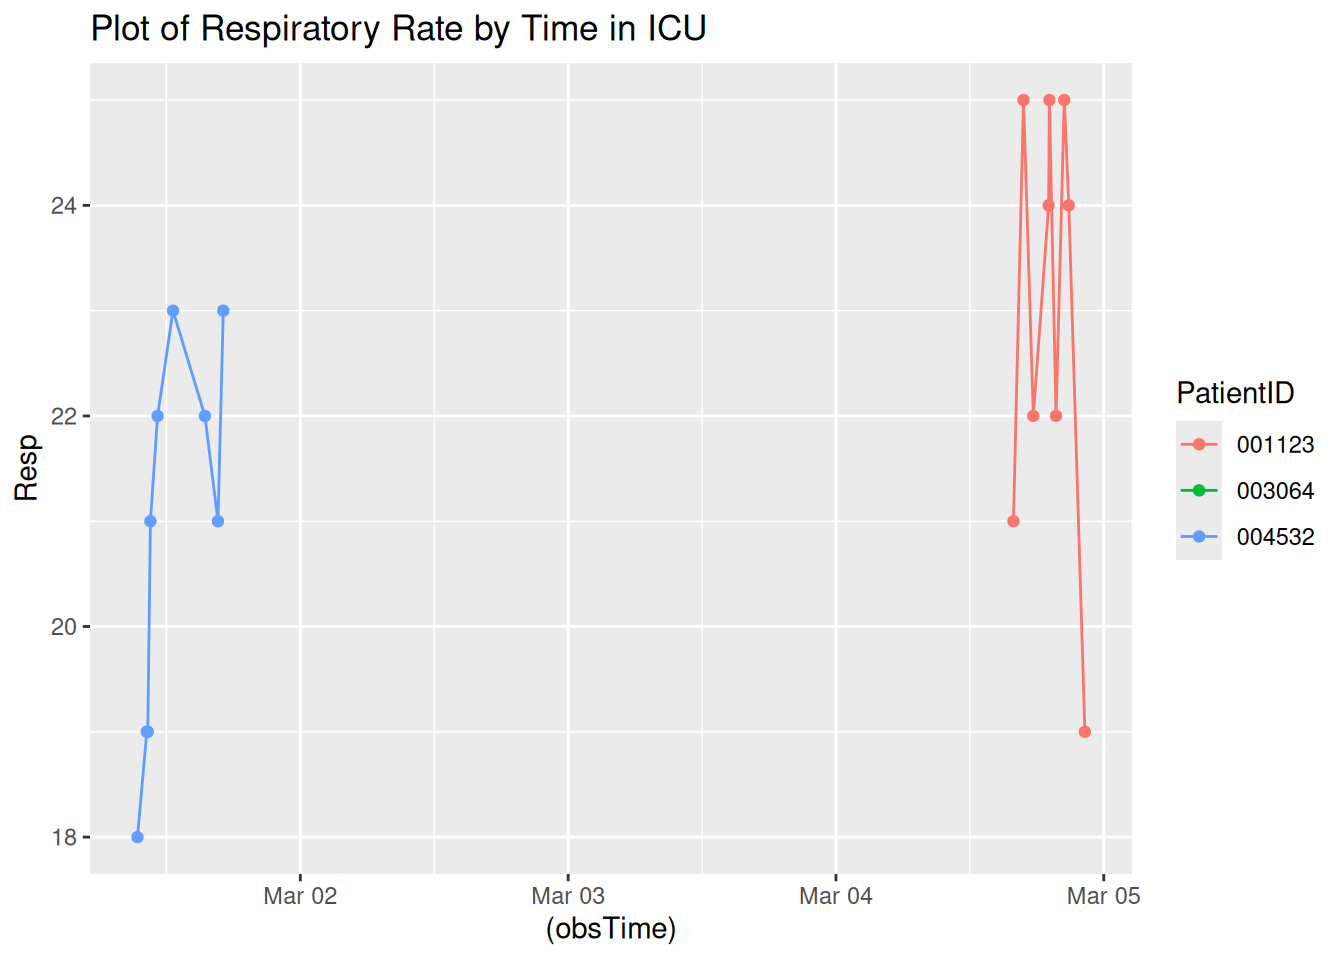 Plot of Respiratory Rate by Time in ICU
24
22
20
18
Resp
Mar 02
Mar 03
Mar 04
Mar 05
(obsTime)
PatientID
001123
003064
004532